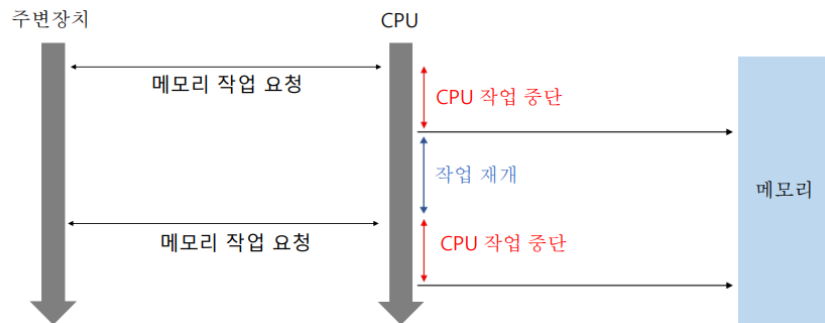 주변장치
CPU
메모리 작업 요청
CPU 작업 중단
작업 재개
메모리
메모리 작업 요청
CPU 작업 중단